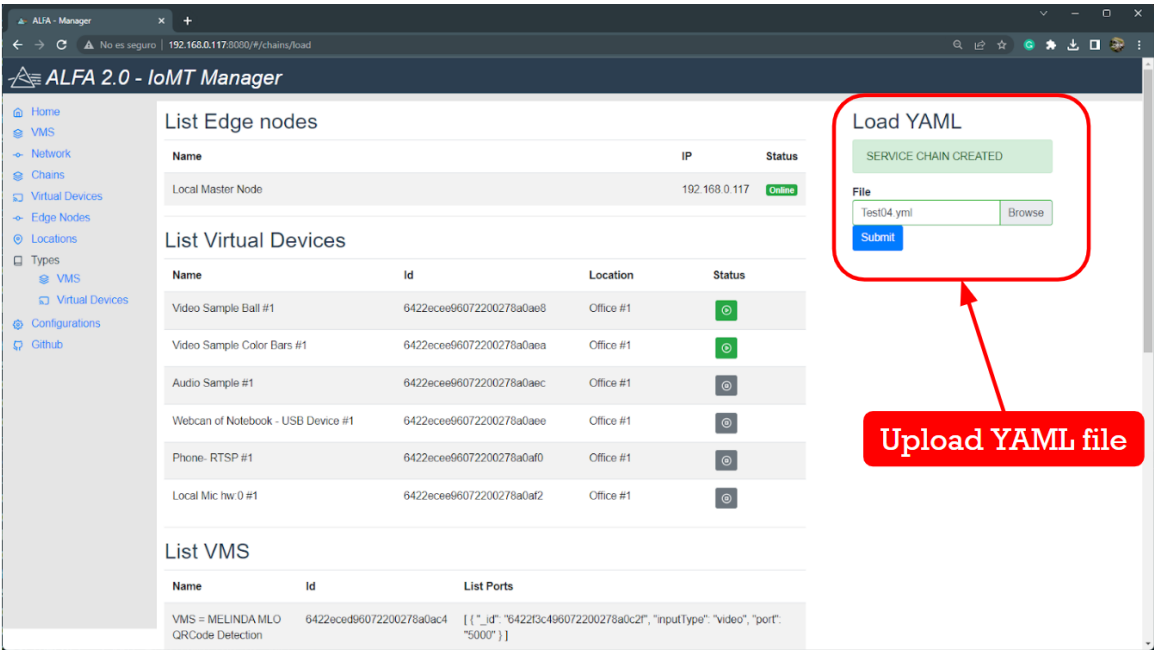 ALFA - Manager
No es seguro | 192.168.0.117:8080/#/chains/load
ALFA 2.0 - IoMT Manager
Home
VMS
Network
Chains
Virtual Devices
Edge Nodes
Locations
Types
VMS
Virtual Devices
Configurations
Github
List Edge nodes
Name IP Status
Local Master Node 192.168.0.117 Online
List Virtual Devices
Name Id Location Status
Video Sample Ball #1 6422ecee96072200278a0ae8 Office #1
Video Sample Color Bars #1 6422ecee96072200278a0aea Office #1
Audio Sample #1 6422ecee96072200278a0aec Office #1
Webcan of Notebook - USB Device #1 6422ecee96072200278a0aee Office #1
Phone- RTSP #1 6422ecee96072200278a0af0 Office #1
Local Mic hw:0 #1 6422ecee96072200278a0af2 Office #1
List VMS
Name Id List Ports
VMS = MELINDA MLO 6422eced96072200278a0ac4 [ { "_id": "6422f3c496072200278a0c2f", "inputType": "video", "port":
QRCode Detection "5000" } ]
Load YAML
SERVICE CHAIN CREATED
File
Test04.yml Browse
Submit
Upload YAML file